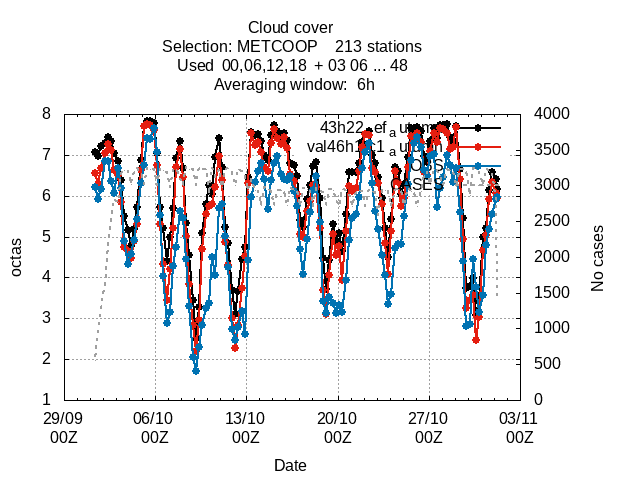 Cloud cover
Selection: METCOOP 213 stations
Used 00,06,12,18 + 03 06 ... 48
Averaging window: 6h
8
7
6
5
4
3
2
1
octas
4000
3500
3000
2500
2000
1500
1000
500
0
No cases
29/09 06/10 13/10 20/10 27/10 03/11
00Z 00Z 00Z 00Z 00Z 00Z
Date